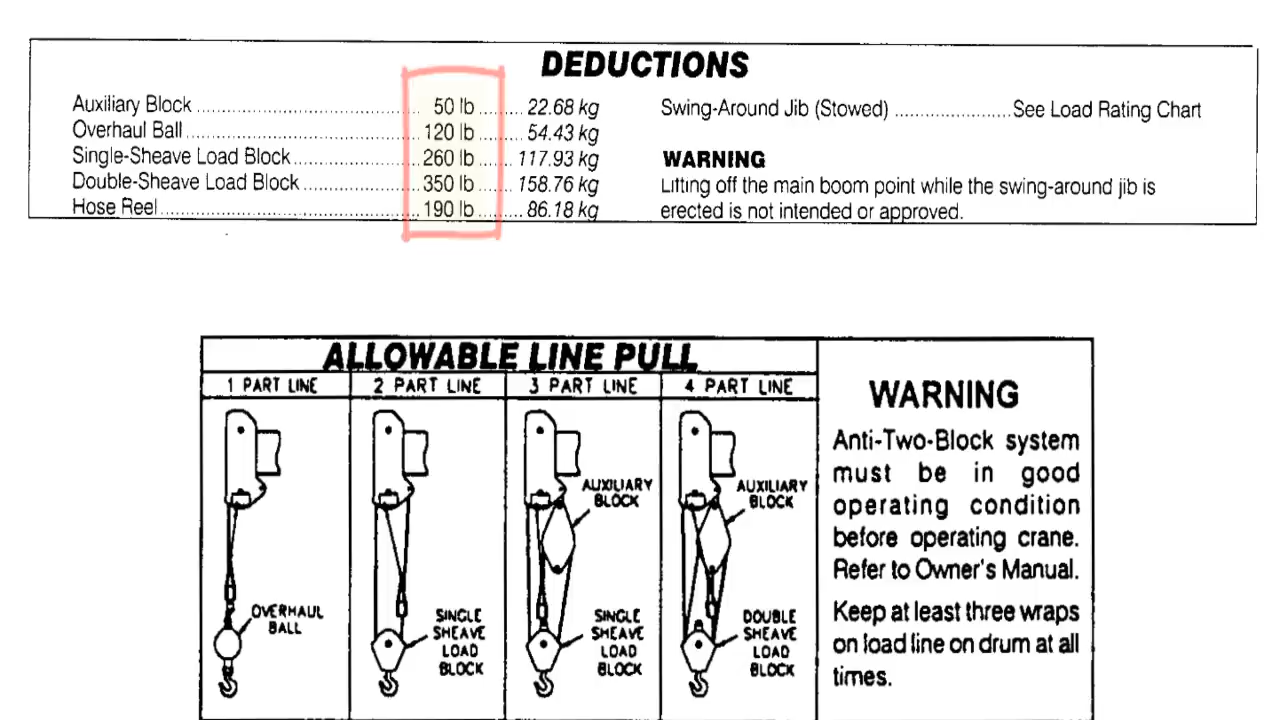 DEDUCTIONS
Auxiliary Block .......... 50 lb .......... 22.68 kg
Overhaul Ball .......... 120 lb .......... 54.43 kg
Single-Sheave Load Block .......... 260 lb .......... 117.93 kg
Double-Sheave Load Block .......... 350 lb .......... 158.76 kg
Hose Reel .......... 190 lb .......... 86.18 kg
Swing-Around Jib (Stowed) .......... See Load Rating Chart
WARNING
Lifting off the main boom point while the swing-around jib is
erected is not intended or approved.
ALLOWABLE LINE PULL
1 PART LINE
2 PART LINE
3 PART LINE
4 PART LINE
OVERHAUL
BALL
SINGLE
SHEAVE
LOAD
BLOCK
AUXILIARY
BLOCK
SINGLE
SHEAVE
LOAD
BLOCK
AUXILIARY
BLOCK
DOUBLE
SHEAVE
LOAD
BLOCK
WARNING
Anti-Two-Block system
must be in good
operating condition
before operating crane.
Refer to Owner's Manual.
Keep at least three wraps
on load line on drum at all
times.